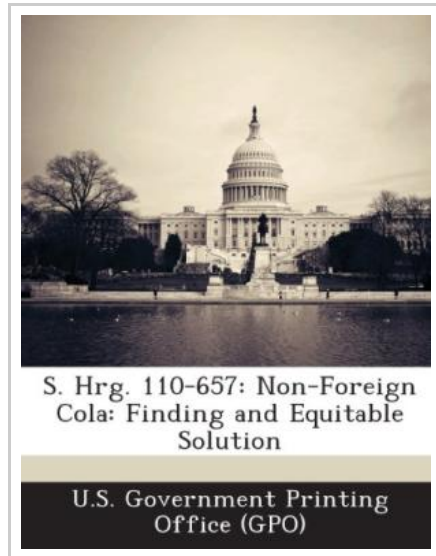 S. Hrg. 110-657: Non-Foreign
Cola: Finding and Equitable
Solution
U.S. Government Printing
Office (GPO)